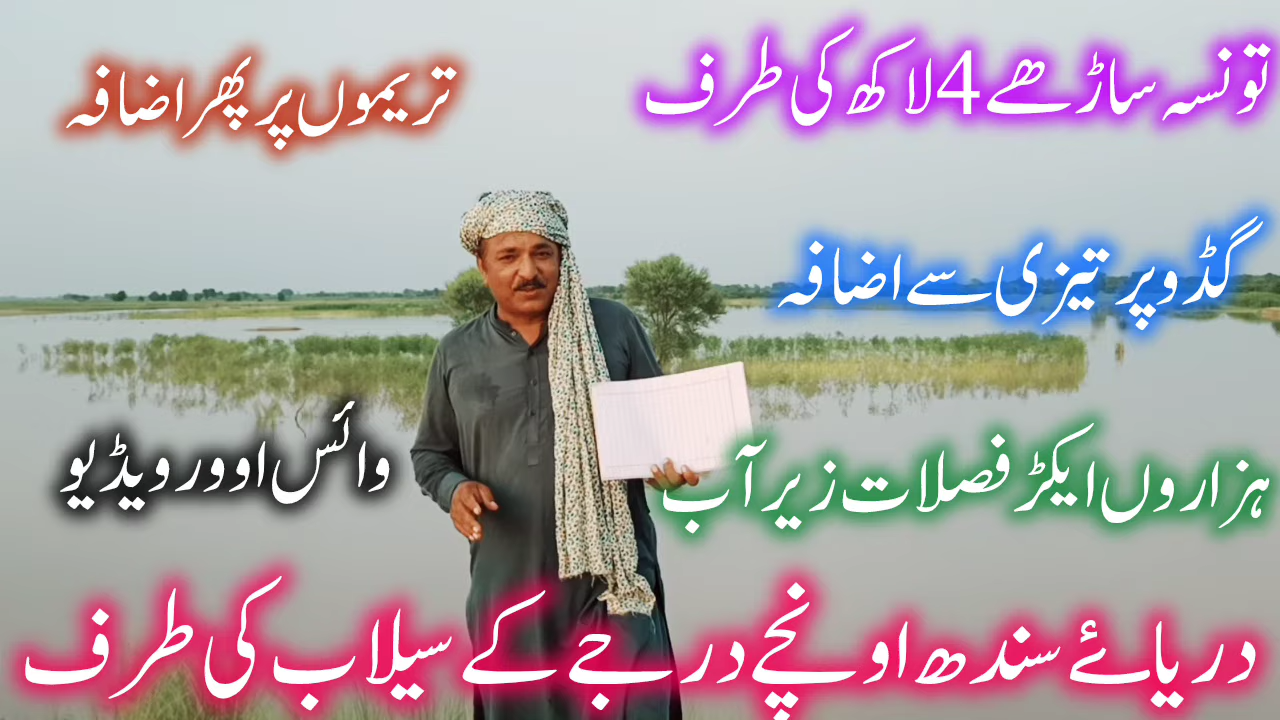 تونسہ ساڑھے 4 لاکھ کی طرف
تریموں پر پھر اضافہ
گڈو پر تیزی سے اضافہ
وائس اوور ویڈیو
ہزاروں ایکڑ فصلات زیر آب
دریائے سندھ اونچے درجے کے سیلاب کی طرف